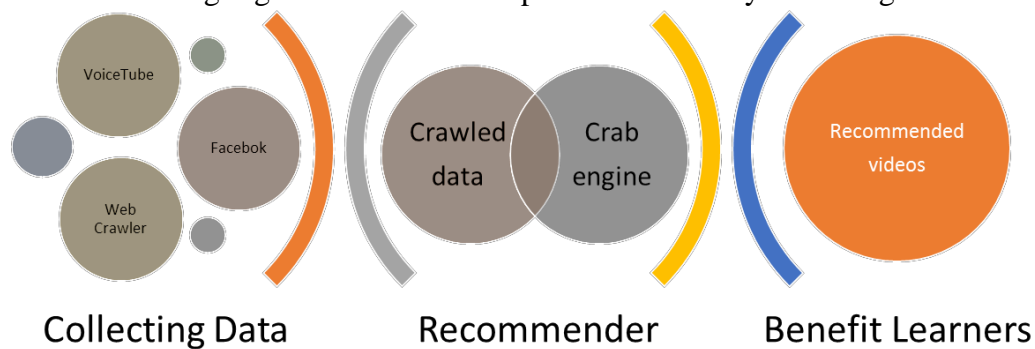 VoiceTube
Facebok
Web
Crawler
Crawled
data
Crab
engine
Recommended
videos
Collecting Data
Recommender
Benefit Learners